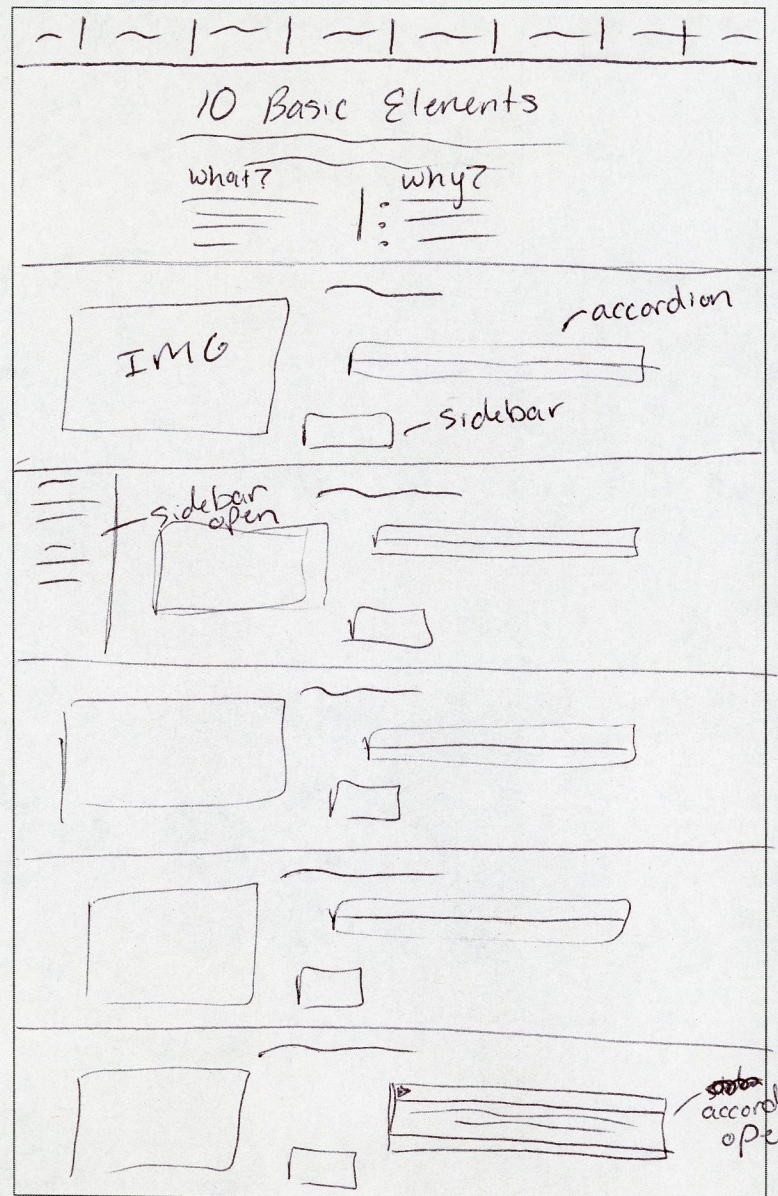 10 Basic Elements
what?
why?
IMG
accordion
sidebar
sidebar
open
accord
ope